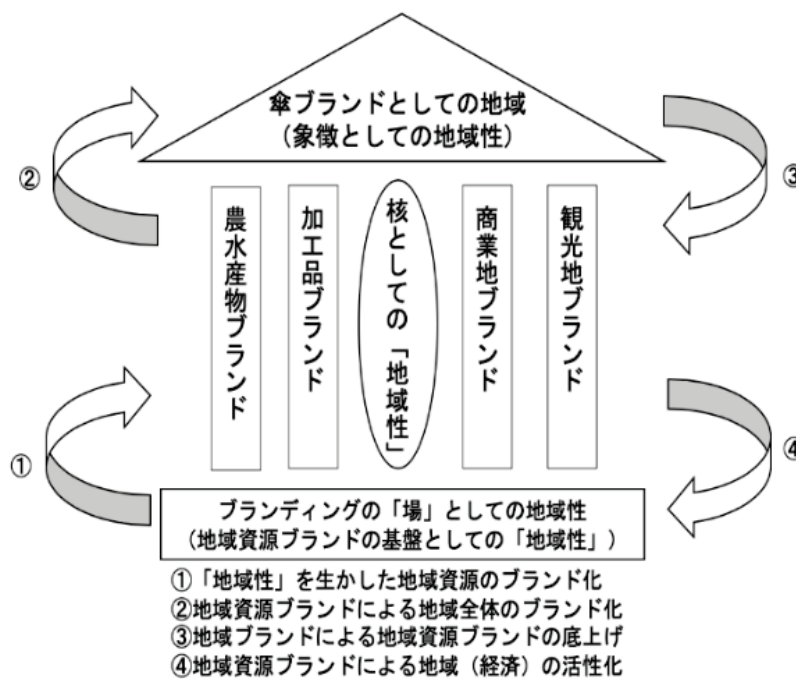 傘ブランドとしての地域
(象徴としての地域性)
②
③
農水産物ブランド
加工品ブランド
核としての「地域性」
商業地ブランド
観光地ブランド
①
④
ブランディングの「場」としての地域性
(地域資源ブランドの基盤としての「地域性」)
①「地域性」を生かした地域資源のブランド化
②地域資源ブランドによる地域全体のブランド化
③地域ブランドによる地域資源ブランドの底上げ
④地域資源ブランドによる地域（経済）の活性化